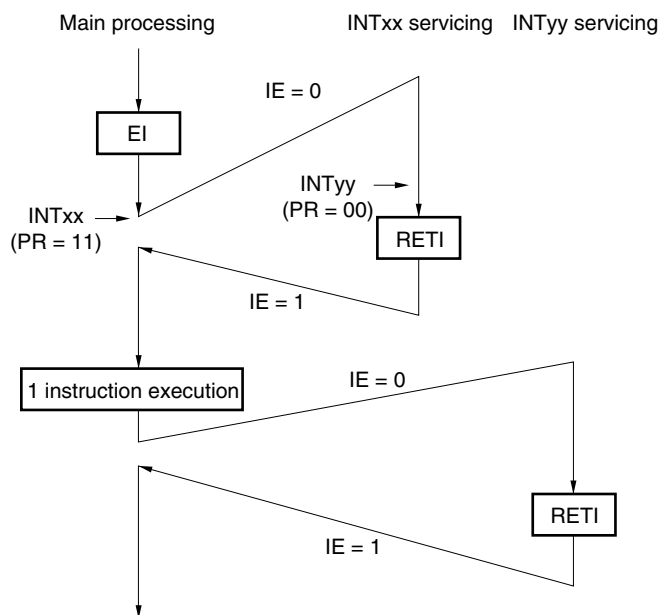 Main processing
INTxx servicing
INTyy servicing
IE = 0
EI
INTyy
(PR = 00)
INTxx
(PR = 11)
RETI
IE = 1
1 instruction execution
IE = 0
RETI
IE = 1